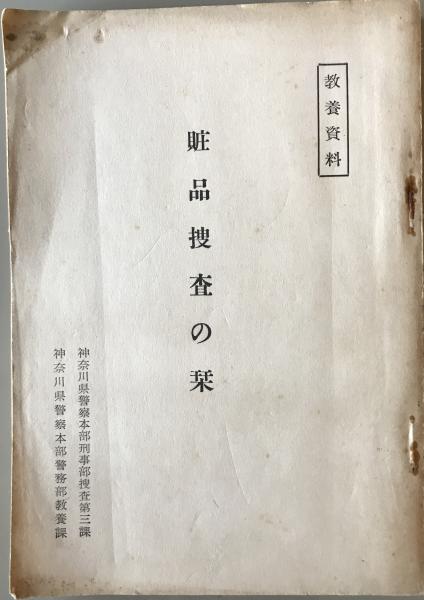 教養資料
賍品捜査の栞
神奈川県警察本部刑事部捜査第三課
神奈川県警察本部警務部教養課